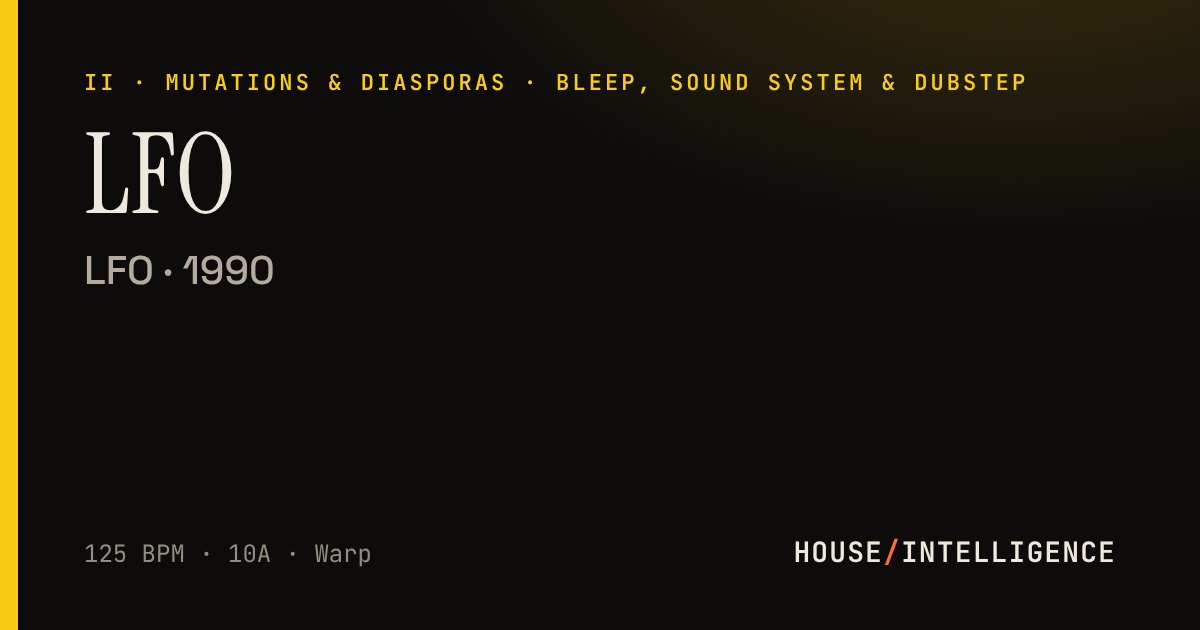 II · MUTATIONS & DIASPORAS · BLEEP, SOUND SYSTEM & DUBSTEP
LFO
LFO · 1990
125 BPM · 10A · Warp
HOUSE/INTELLIGENCE